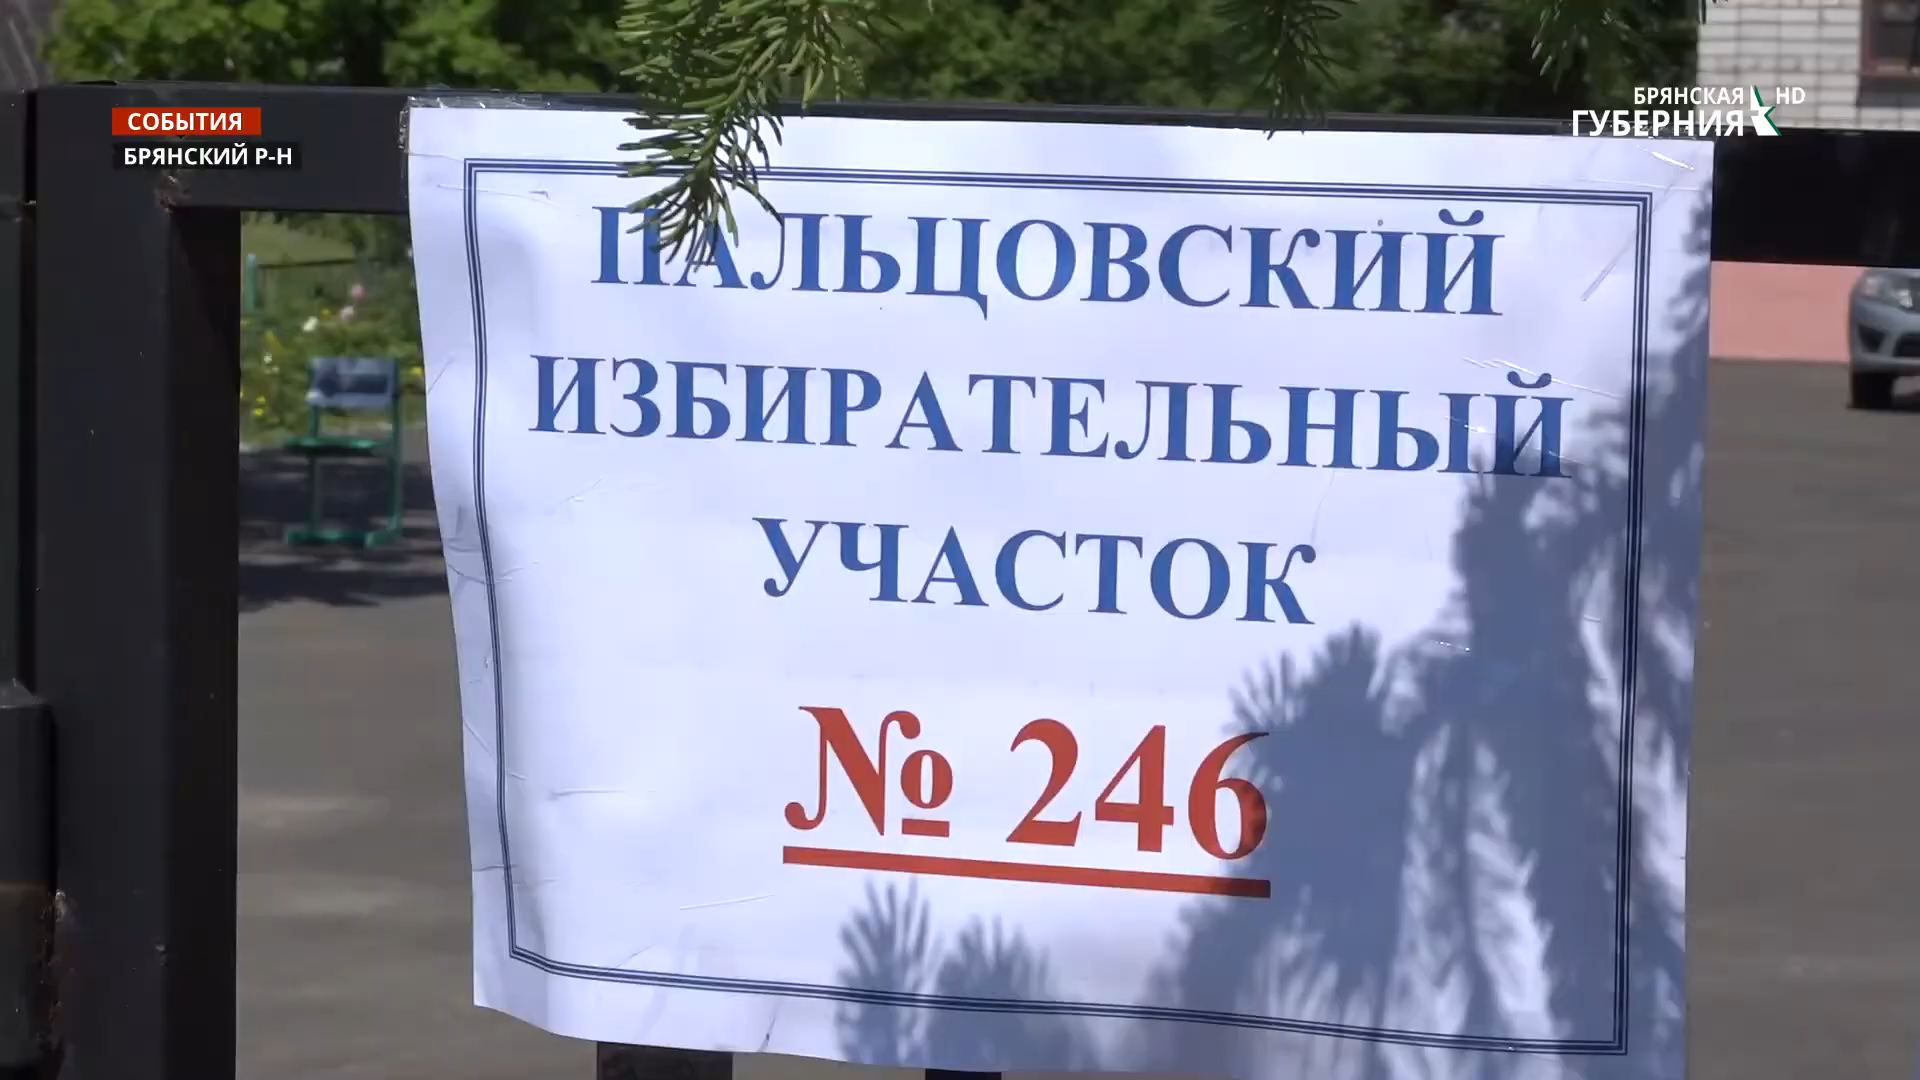 СОБЫТИЯ
БРЯНСКИЙ Р-Н
БРЯНСКАЯ HD
ГУБЕРНИЯ
ПАЛЬЦОВСКИЙ
ИЗБИРАТЕЛЬНЫЙ
УЧАСТОК
№ 246